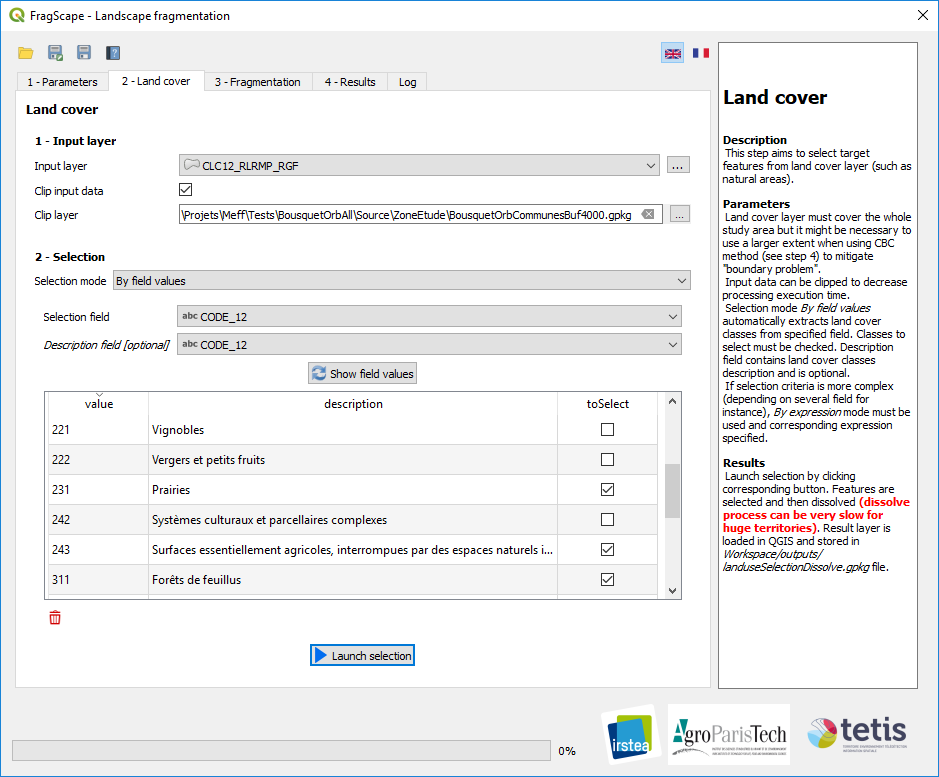 FragScape - Landscape fragmentation
1 - Parameters
2 - Land cover
3 - Fragmentation
4 - Results
Log
Land cover
1 - Input layer
Input layer
CLC12_RLRMP_RGF
...
Clip input data
Clip layer
\Projets\Meff\Tests\BousquetOrbAll\Source\ZoneEtude\BousquetOrbCommunesBuf4000.gpkg
...
2 - Selection
Selection mode
By field values
Selection field
abc CODE_12
Description field [optional]
abc CODE_12
Show field values
value description toSelect
221 Vignobles
222 Vergers et petits fruits
231 Prairies
242 Systèmes culturaux et parcellaires complexes
243 Surfaces essentiellement agricoles, interrompues par des espaces naturels i...
311 Forêts de feuillus
Launch selection
0%
Land cover
Description
This step aims to select target
features from land cover layer (such as
natural areas).
Parameters
Land cover layer must cover the whole
study area but it might be necessary to
use a larger extent when using CBC
method (see step 4) to mitigate
"boundary problem".
Input data can be clipped to decrease
processing execution time.
Selection mode By field values
automatically extracts land cover
classes from specified field. Classes to
select must be checked. Description
field contains land cover classes
description and is optional.
If selection criteria is more complex
(depending on several field for
instance), By expression mode must be
used and corresponding expression
specified.
Results
Launch selection by clicking
corresponding button. Features are
selected and then dissolved (dissolve
process can be very slow for
huge territories). Result layer is
loaded in QGIS and stored in
Workspace/outputs/
landuseSelectionDissolve.gpkg file.
irstea
AgroParisTech
tetis